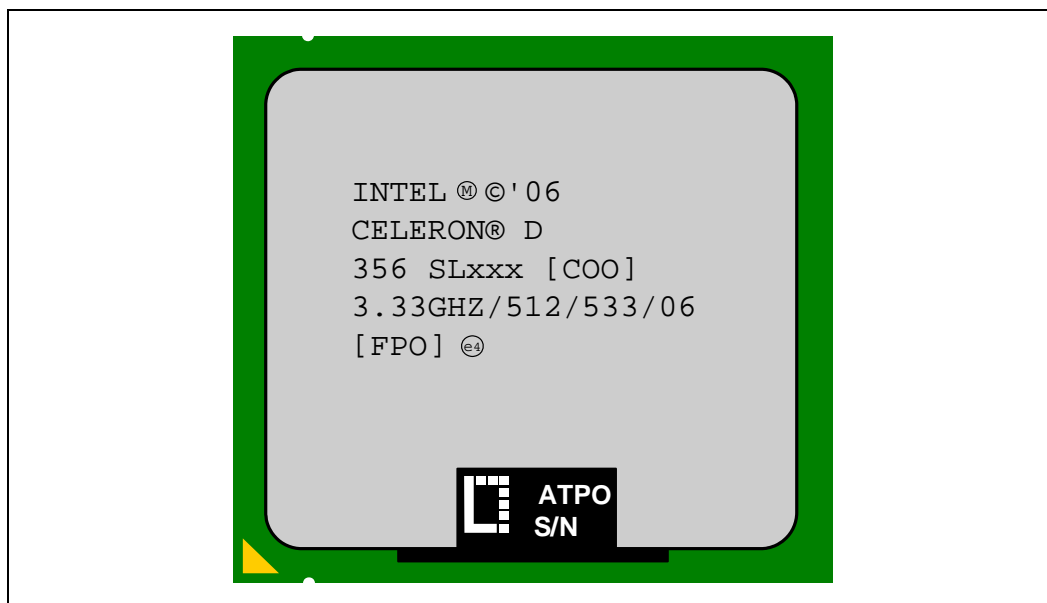 INTEL Ⓜ ©'06
CELERON® D
356 SLxxx [COO]
3.33GHZ/512/533/06
[FPO] e4
ATPO
S/N